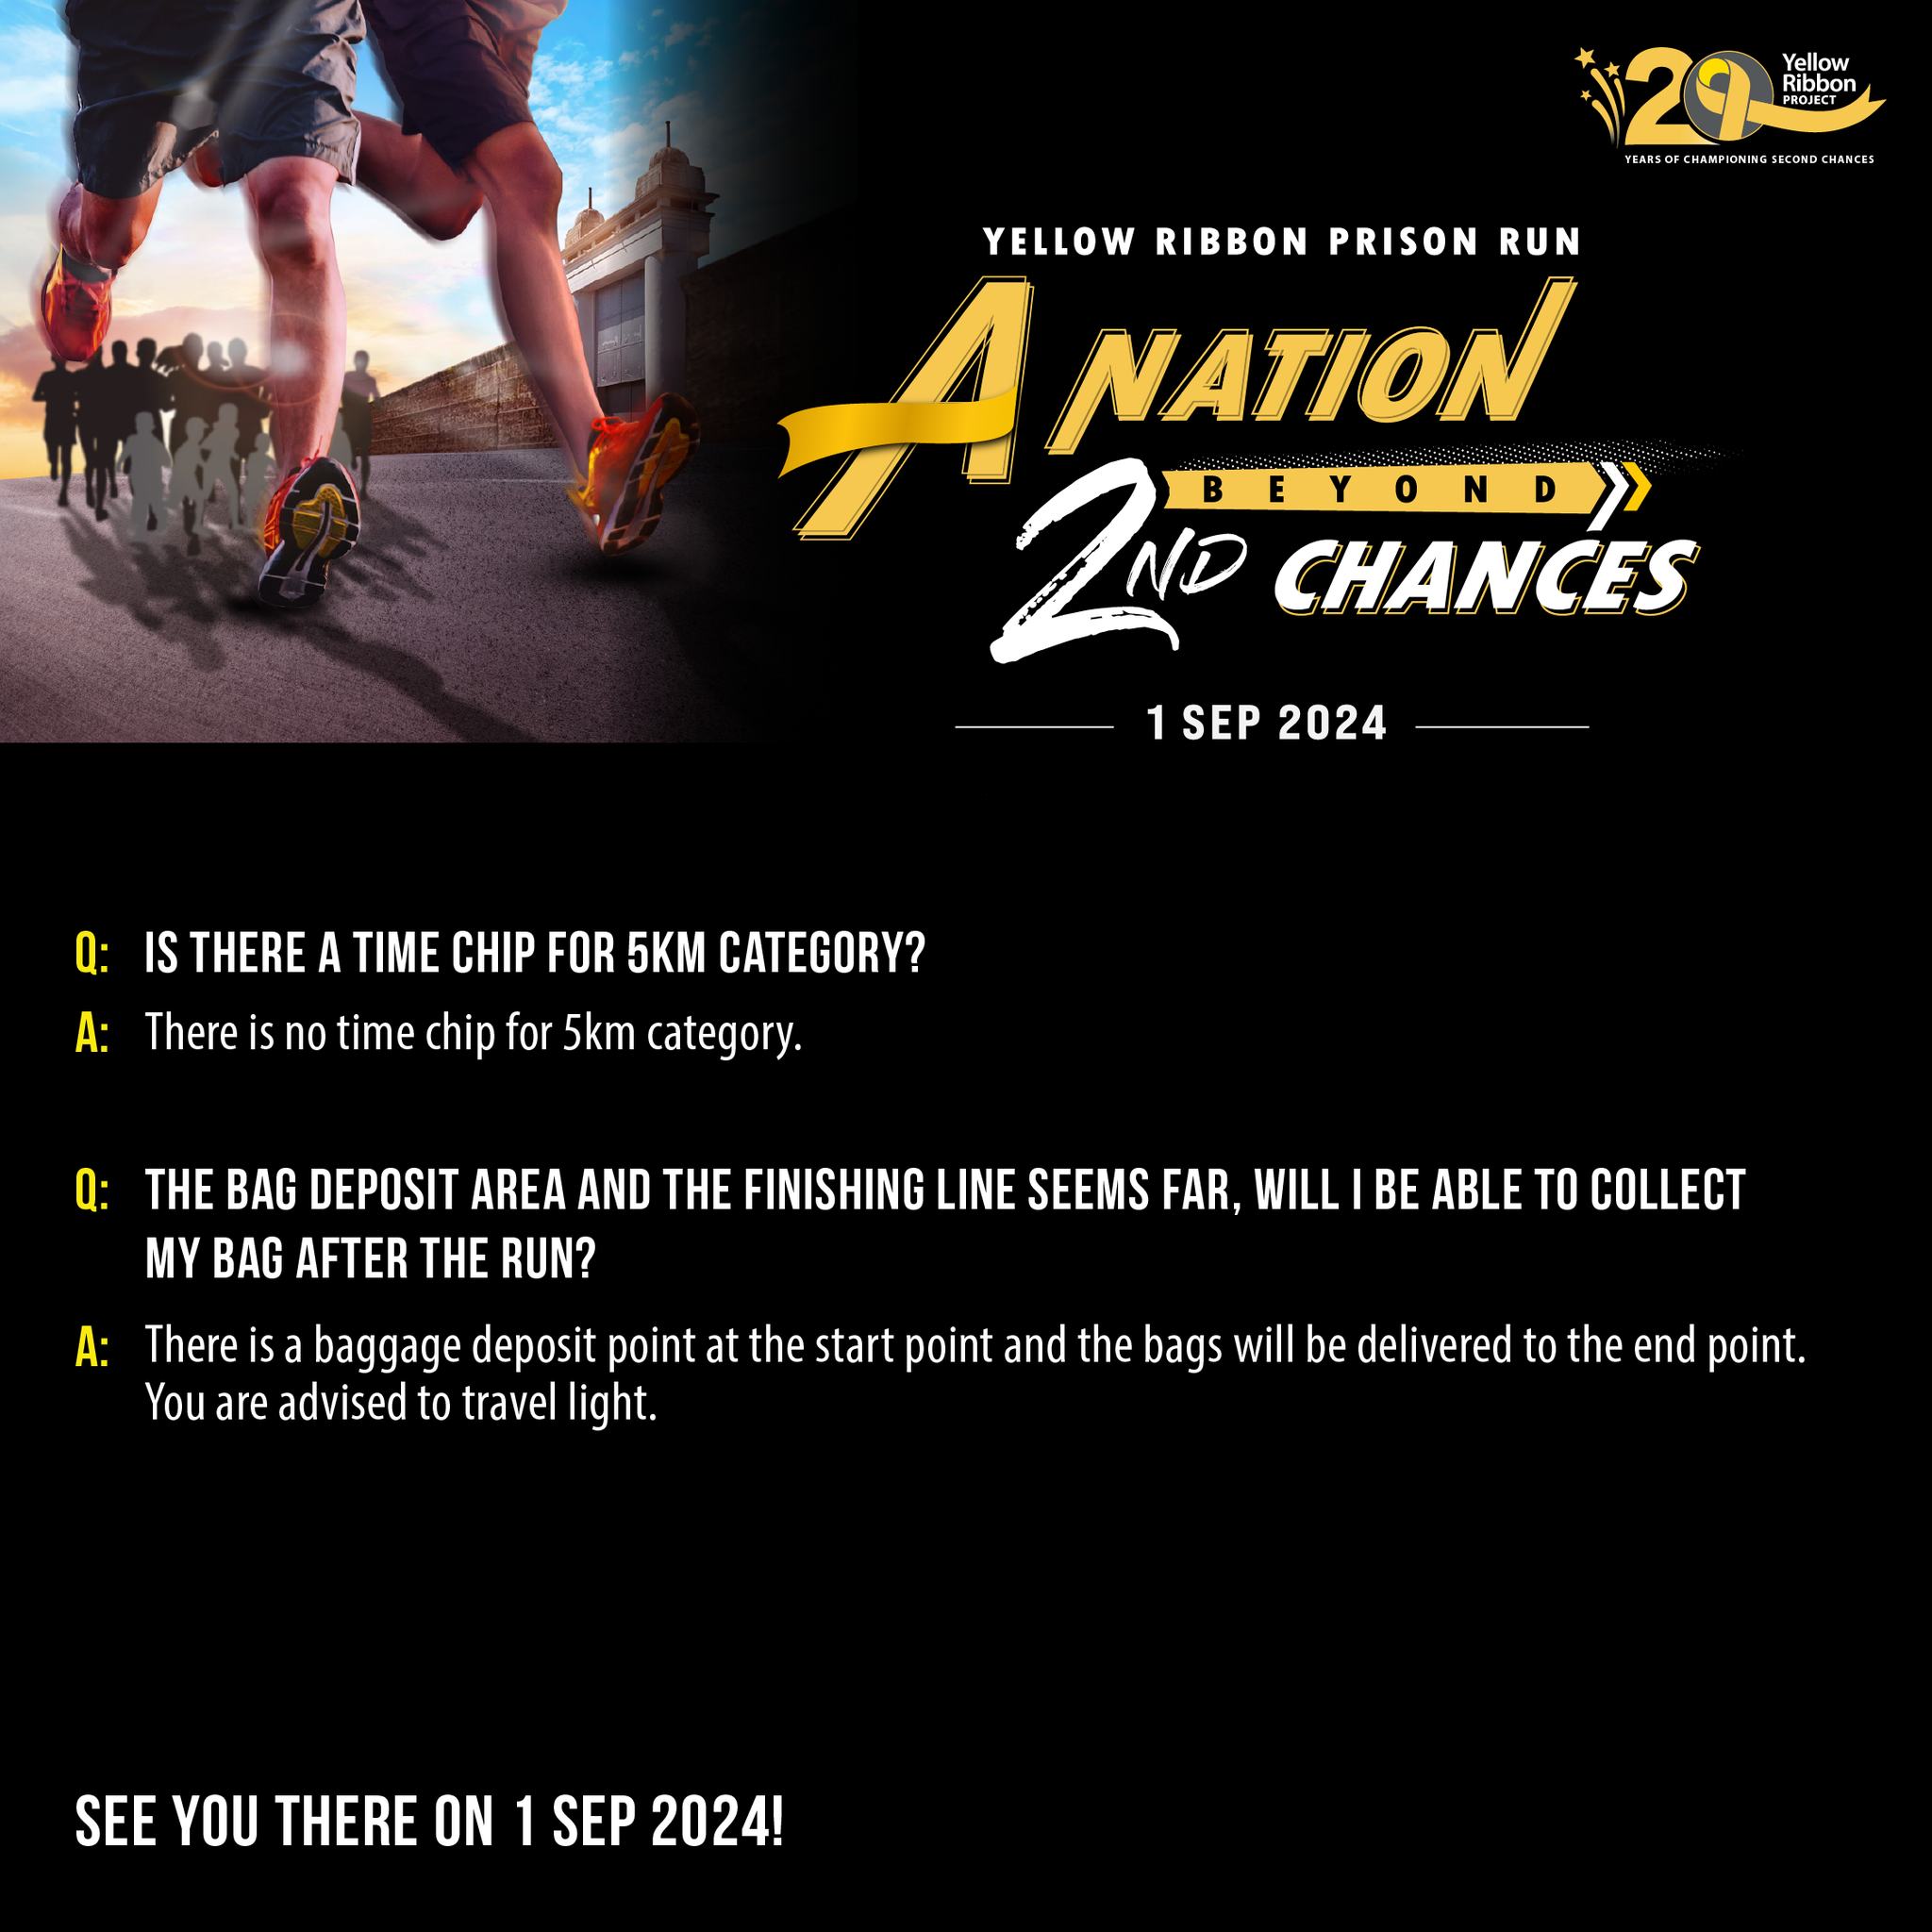 20
Yellow
Ribbon
PROJECT
YEARS OF CHAMPIONING SECOND CHANCES
YELLOW RIBBON PRISON RUN
A NATION
BEYOND
2ND CHANCES
1 SEP 2024
Q: IS THERE A TIME CHIP FOR 5KM CATEGORY?
A: There is no time chip for 5km category.
Q: THE BAG DEPOSIT AREA AND THE FINISHING LINE SEEMS FAR, WILL I BE ABLE TO COLLECT
MY BAG AFTER THE RUN?
A: There is a baggage deposit point at the start point and the bags will be delivered to the end point.
You are advised to travel light.
SEE YOU THERE ON 1 SEP 2024!